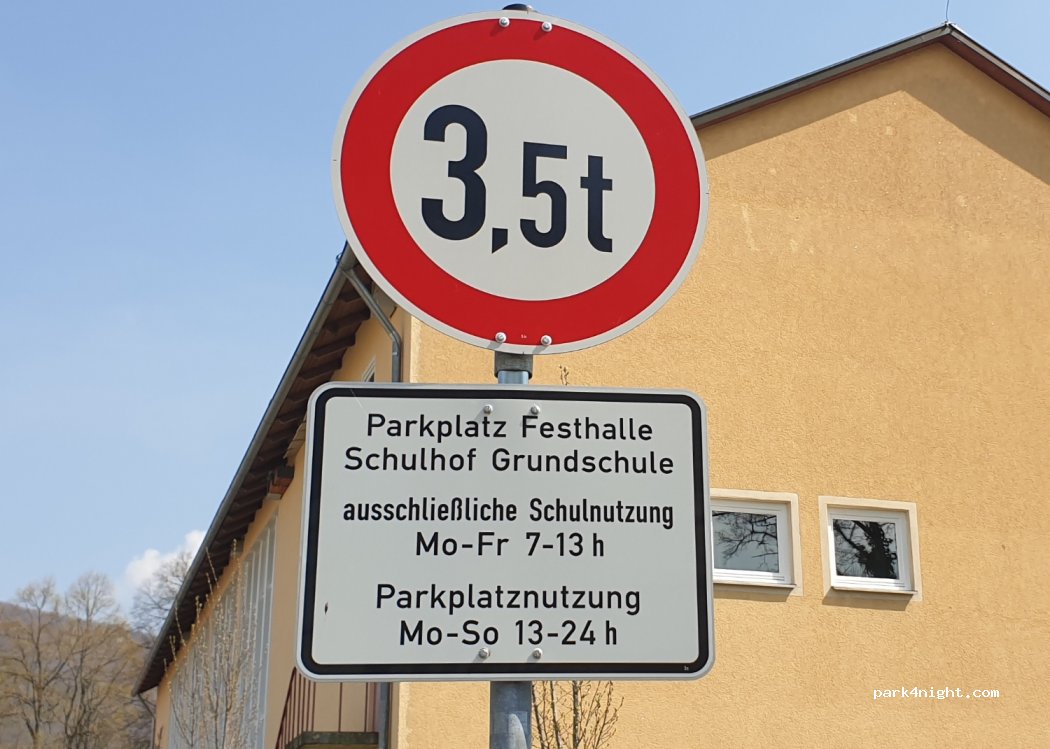 3,5t
Parkplatz Festhalle
Schulhof Grundschule
ausschließliche Schulnutzung
Mo-Fr 7-13 h
Parkplatznutzung
Mo-So 13-24 h
park4night.com